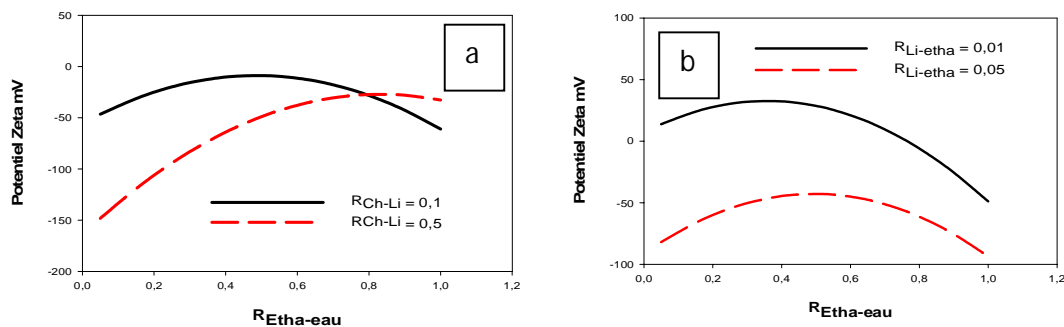 50
0
-50
-100
-150
-200
0,0 0,2 0,4 0,6 0,8 1,0 1,2
Potentiel Zeta mV
a
RCh-Li = 0,1
RCh-Li = 0,5
REtha-eau
100
50
0
-50
-100
0,0 0,2 0,4 0,6 0,8 1,0 1,2
Potentiel Zeta mV
b
RLi-etha = 0,01
RLi-etha = 0,05
REtha-eau